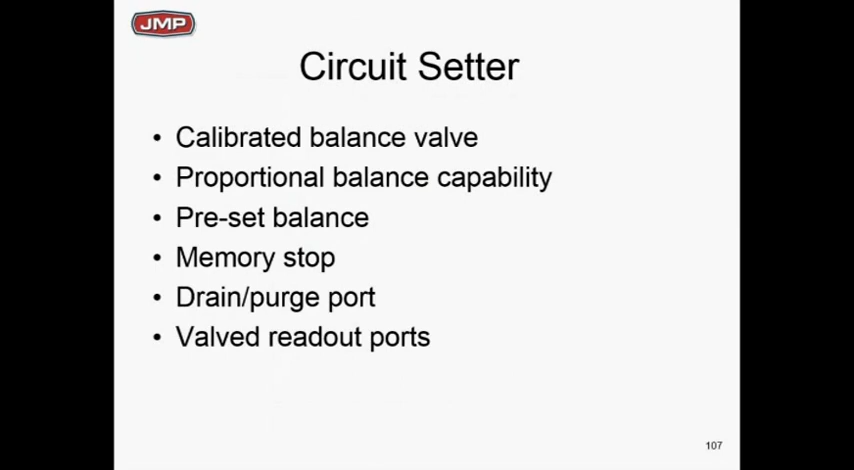 JMP
Circuit Setter
• Calibrated balance valve
• Proportional balance capability
• Pre-set balance
• Memory stop
• Drain/purge port
• Valved readout ports
107